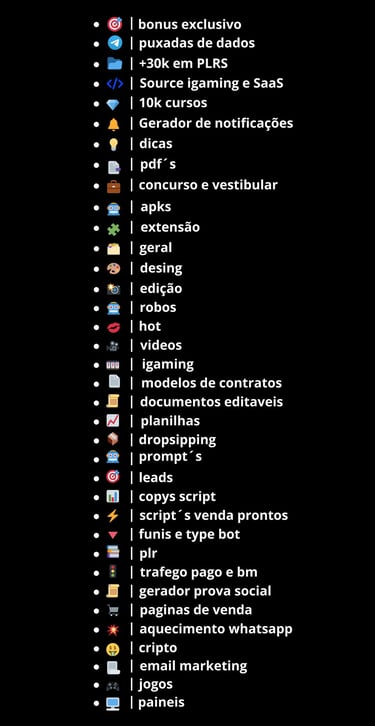 • 🎯 | bonus exclusivo
• | puxadas de dados
• 📁 | +30k em PLRS
• </> | Source igaming e SaaS
• 💎 | 10k cursos
• 🔔 | Gerador de notificações
• 💡 | dicas
• | pdf´s
• 💼 | concurso e vestibular
• 🤖 | apks
• 🧩 | extensão
• 🗂 | geral
• 🎨 | desing
• 📸 | edição
• 🤖 | robos
• 💋 | hot
• 🎥 | videos
• 🎰 | igaming
• 📄 | modelos de contratos
• 📜 | documentos editaveis
• 📈 | planilhas
• 📦 | dropsipping
• 🤖 | prompt´s
• 🎯 | leads
• 📊 | copys script
• ⚡ | script´s venda prontos
• 🔻 | funis e type bot
• 📚 | plr
• 🚦 | trafego pago e bm
• 📜 | gerador prova social
• 🛒 | paginas de venda
• 💥 | aquecimento whatsapp
• 🤑 | cripto
• 📃 | email marketing
• 🎮 | jogos
• 🖥 | paineis